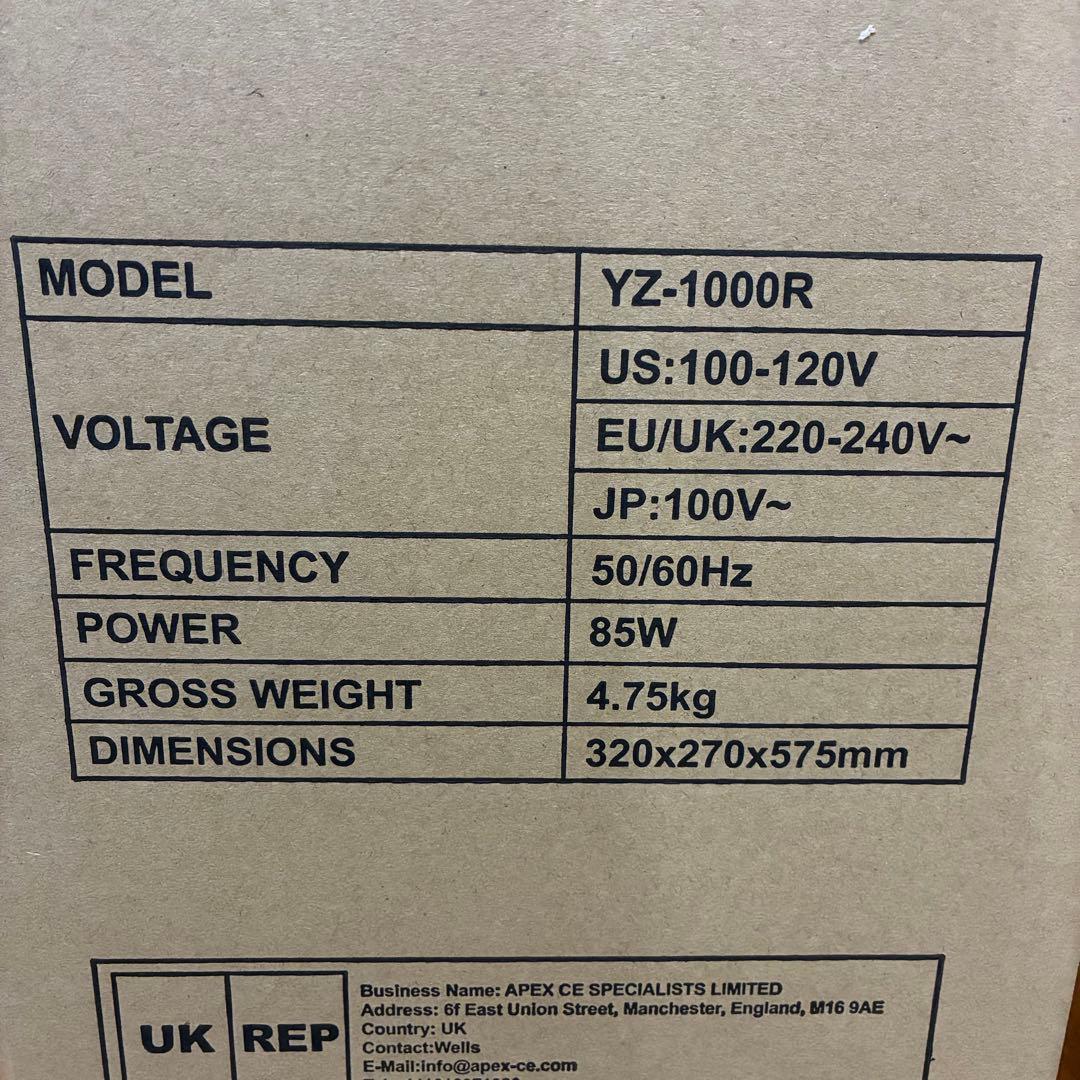 MODEL YZ-1000R
VOLTAGE US:100-120V
EU/UK:220-240V~
JP:100V~
FREQUENCY 50/60Hz
POWER 85W
GROSS WEIGHT 4.75kg
DIMENSIONS 320x270x575mm
UK REP
Business Name: APEX CE SPECIALISTS LIMITED
Address: 6f East Union Street, Manchester, England, M16 9AE
Country: UK
Contact:Wells
E-Mail:info@apex-ce.com